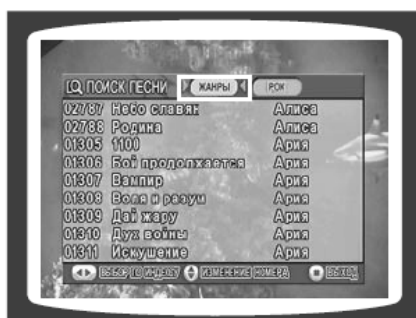 ПОИСК ПЕСНИ ЖАНРЫ РОК
02787 Небо славян Алиса
02788 Родина Алиса
01305 1100 Ария
01306 Бой продолжается Ария
01307 Вампир Ария
01308 Воля и разум Ария
01309 Дай жару Ария
01310 Дух войны Ария
01311 Искушение Ария
ВЫБОР ПО ИНДЕКСУ ИЗМЕНЕНИЕ НОМЕРА ВЫХОД